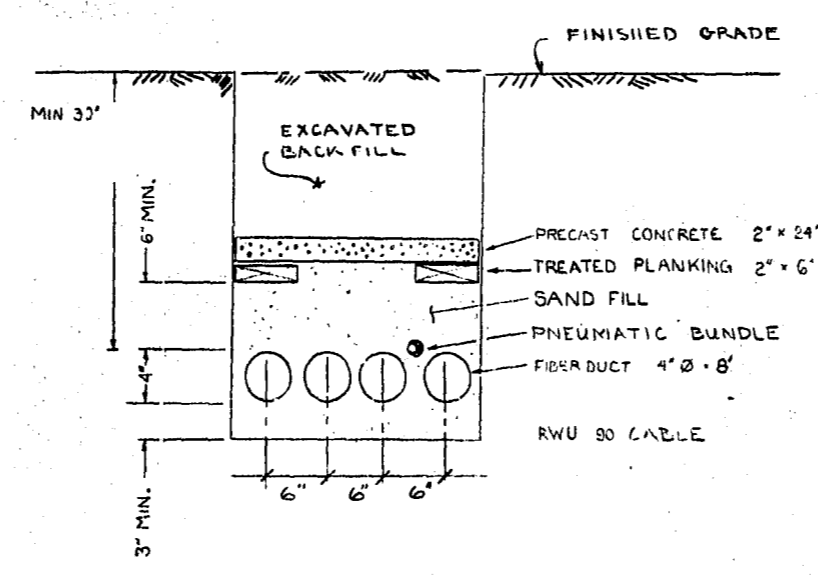 FINISHED GRADE
MIN 30"
EXCAVATED
BACK FILL
6" MIN.
PRECAST CONCRETE 2" × 24"
TREATED PLANKING 2" × 6"
SAND FILL
PNEUMATIC BUNDLE
4"
FIBER DUCT 4" Ø · 8'
RWU 90 CABLE
6" 6" 6"
3" MIN.